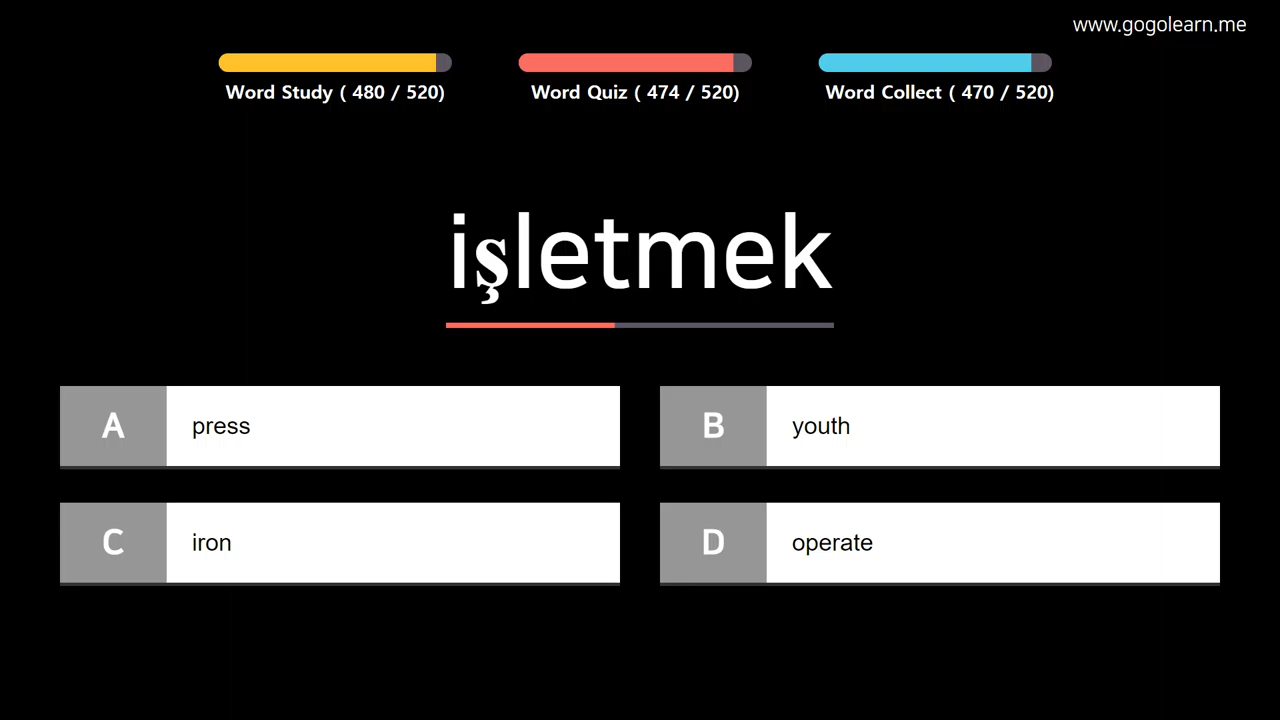 www.gogolearn.me
Word Study ( 480 / 520)
Word Quiz ( 474 / 520)
Word Collect ( 470 / 520)
işletmek
A press
B youth
C iron
D operate